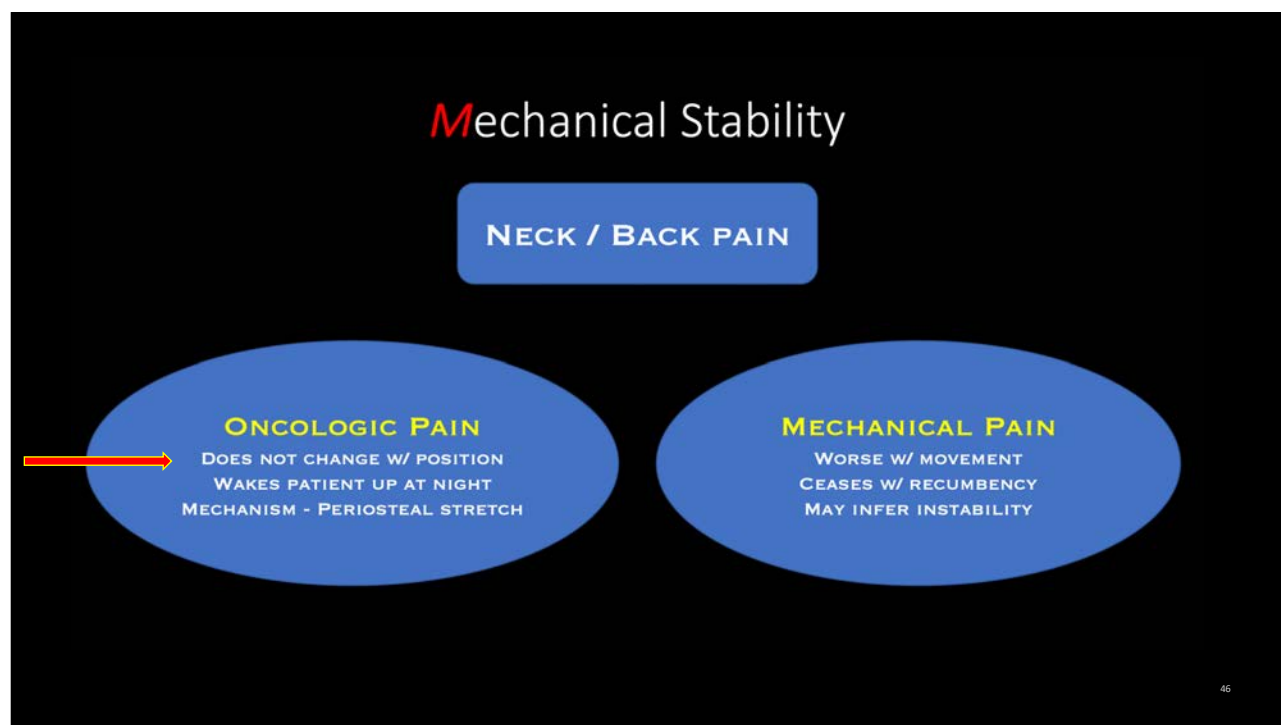 Mechanical Stability
NECK / BACK PAIN
ONCOLOGIC PAIN
DOES NOT CHANGE W/ POSITION
WAKES PATIENT UP AT NIGHT
MECHANISM - PERIOSTEAL STRETCH
MECHANICAL PAIN
WORSE W/ MOVEMENT
CEASES W/ RECUMBENCY
MAY INFER INSTABILITY
46